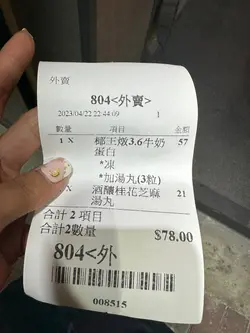 外賣
804<外賣>
2023/04/22 22:44:09 1
數量 項目 金額
1 X 椰王燉3.6牛奶 57
蛋白
*凍
*加湯丸(3粒)
X 酒釀桂花芝麻 21
湯丸
合計 2 項目
合計2數量 $78.00
804<外
008515